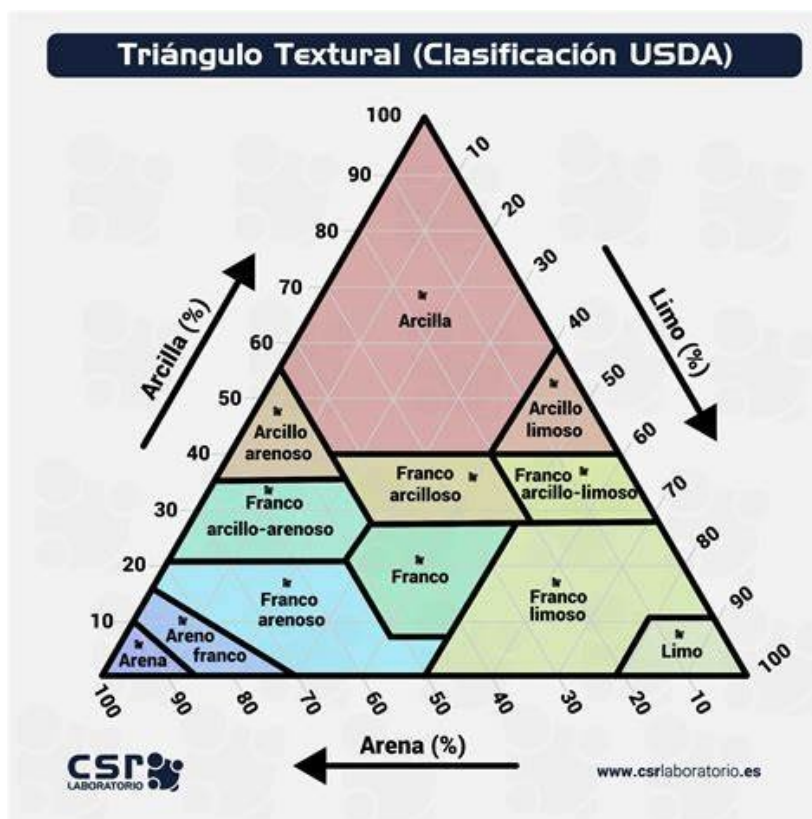 Triángulo Textural (Clasificación USDA)
100
90
80
70
60
50
40
30
20
10
Arcilla (%)
10
20
30
40
50
60
70
80
90
100
Limo (%)
Arcilla
Arcillo
arenoso
Arcillo
limoso
Franco
arcilloso
Franco
arcillo-limoso
Franco
arcillo-arenoso
Franco
Franco
arenoso
Franco
limoso
Areno
franco
Arena
Limo
100
90
80
70
60
50
40
30
20
10
Arena (%)
CSR
LABORATORIO
www.csrlaboratorio.es